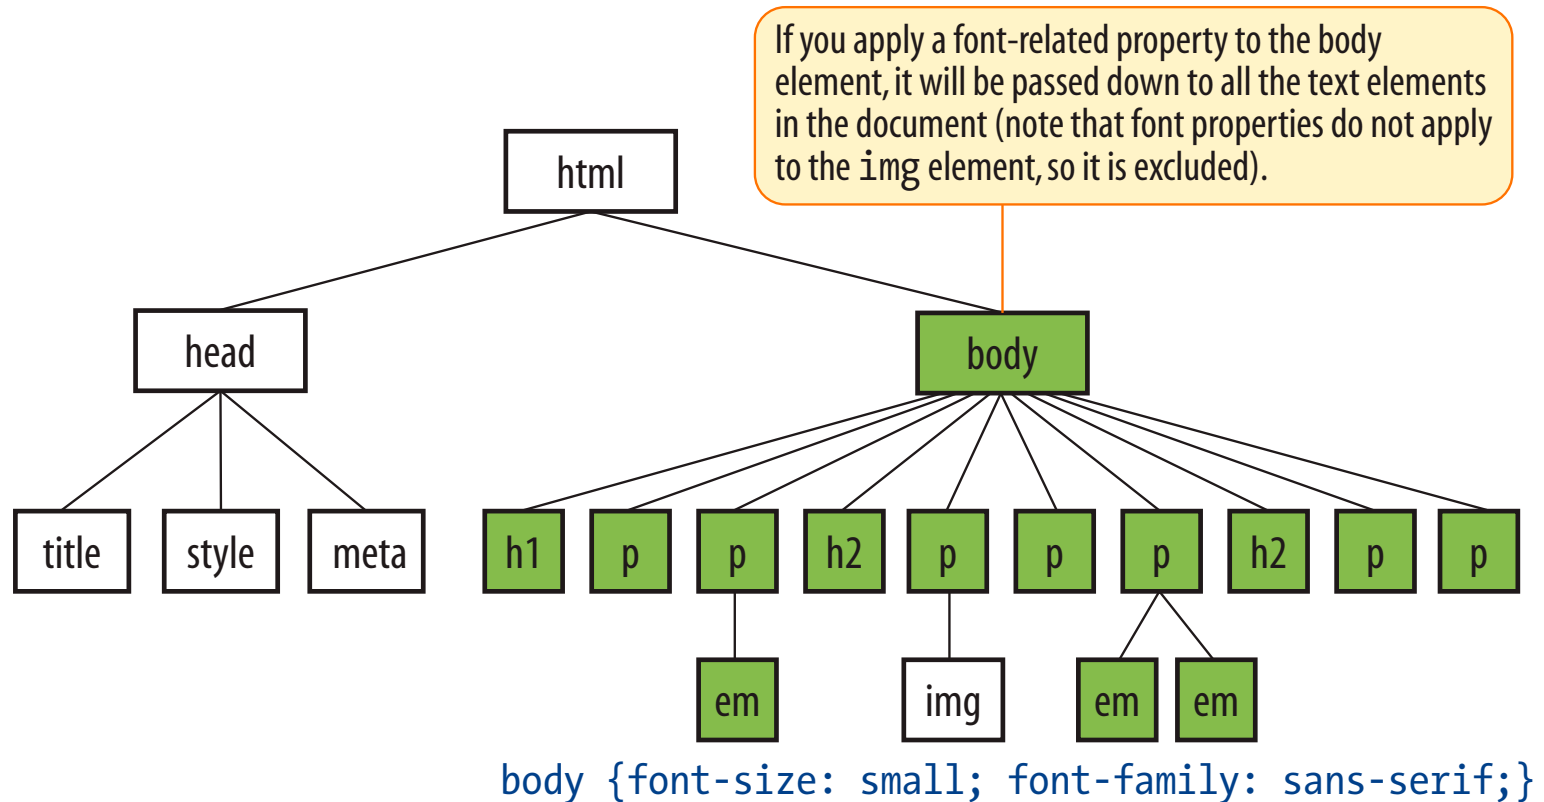 If you apply a font-related property to the body
element, it will be passed down to all the text elements
in the document (note that font properties do not apply
to the img element, so it is excluded).
html
head
body
title
style
meta
h1
p
p
h2
p
p
p
h2
p
p
em
img
em
em
body {font-size: small; font-family: sans-serif;}